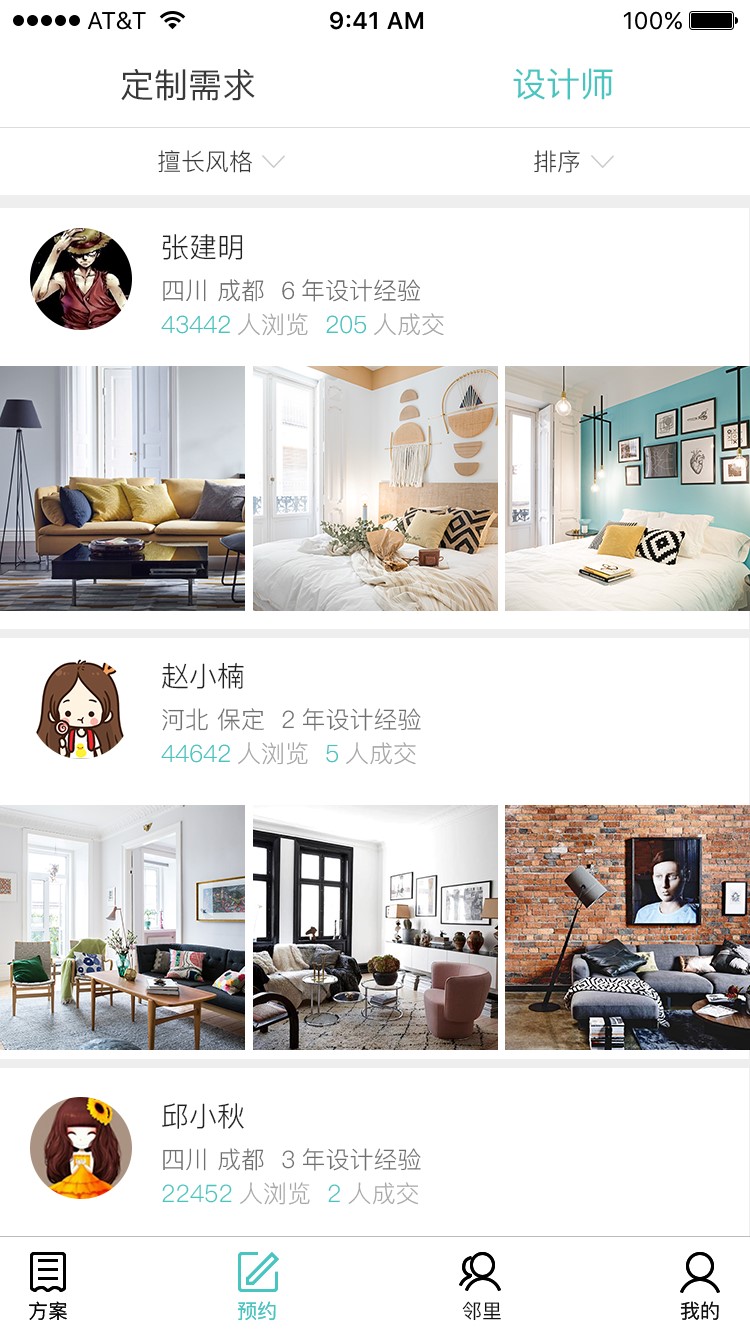 AT&T 9:41 AM 100%
定制需求 设计师
擅长风格 排序
张建明
四川 成都 6 年设计经验
43442 人浏览 205 人成交
赵小楠
河北 保定 2 年设计经验
44642 人浏览 5 人成交
邱小秋
四川 成都 3 年设计经验
22452 人浏览 2 人成交
方案 预约 邻里 我的